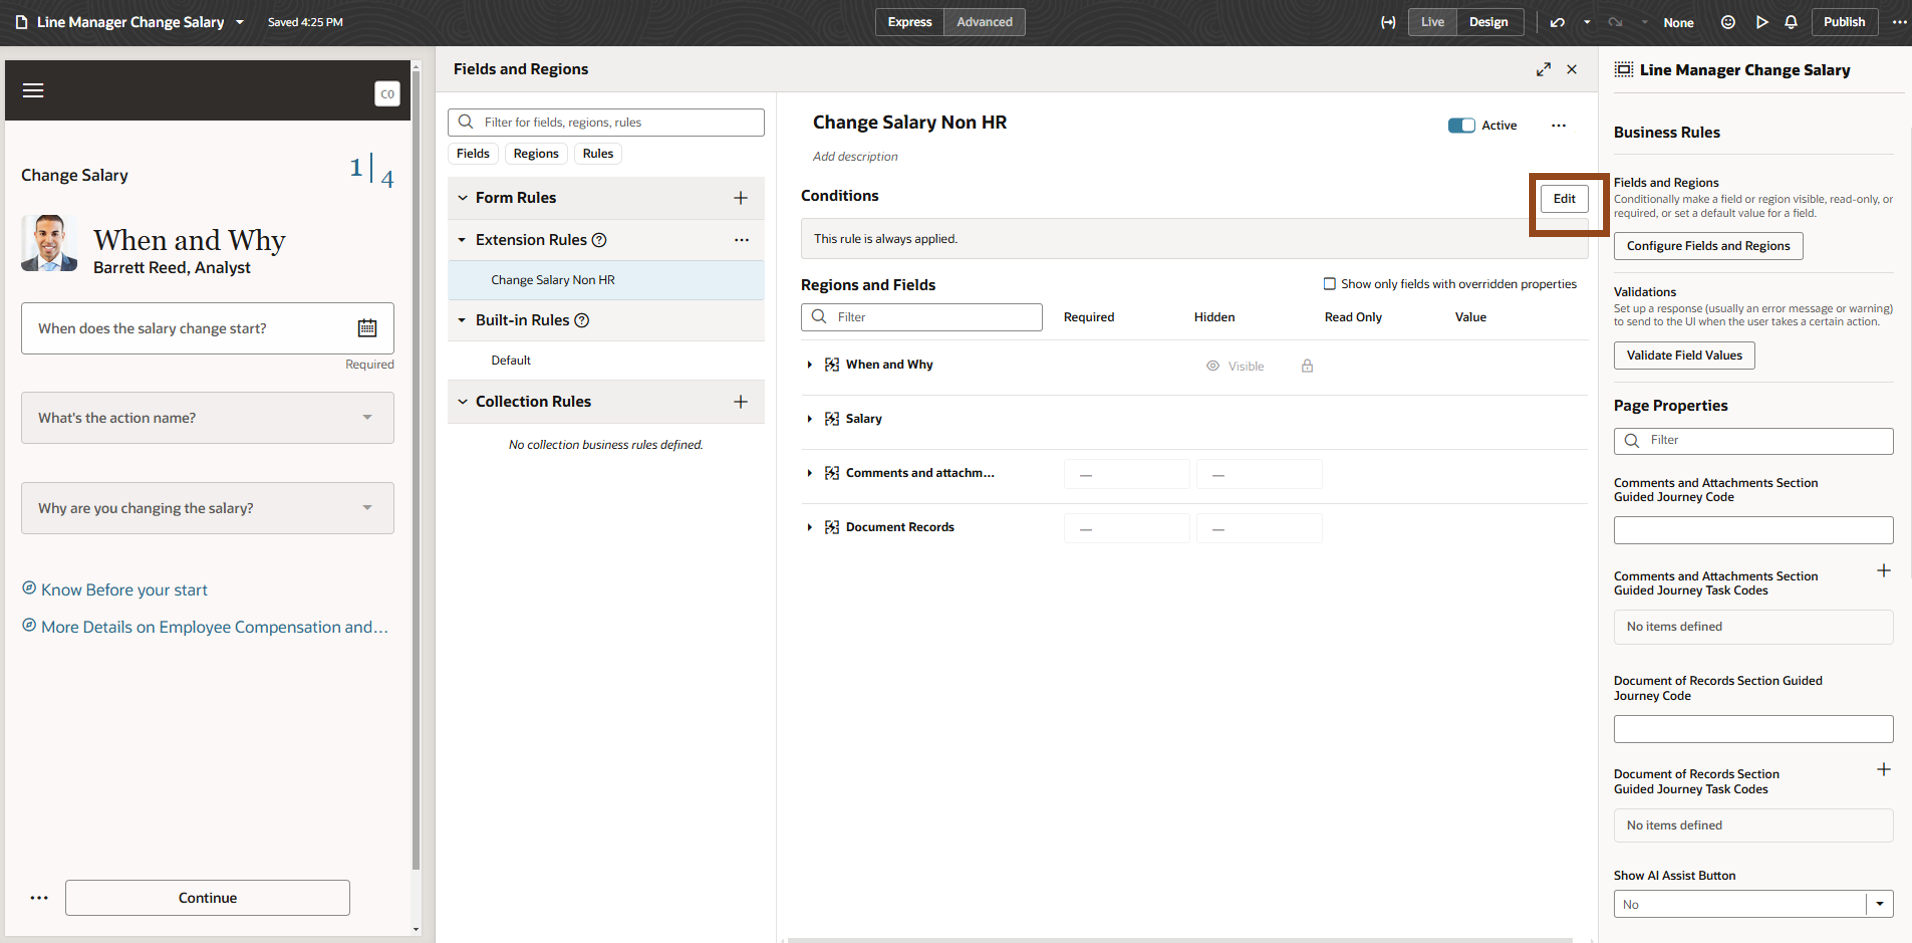 Line Manager Change Salary
Saved 4:25 PM
Express
Advanced
Live
Design
None
Publish
CO
Change Salary
1 | 4
When and Why
Barrett Reed, Analyst
When does the salary change start?
Required
What's the action name?
Why are you changing the salary?
Know Before your start
More Details on Employee Compensation and...
Continue
Fields and Regions
Filter for fields, regions, rules
Fields
Regions
Rules
Form Rules
Extension Rules
Change Salary Non HR
Built-in Rules
Default
Collection Rules
No collection business rules defined.
Change Salary Non HR
Active
Add description
Conditions
Edit
This rule is always applied.
Regions and Fields
Show only fields with overridden properties
Filter
Required
Hidden
Read Only
Value
When and Why
Visible
Salary
Comments and attachm...
—
—
Document Records
—
—
Line Manager Change Salary
Business Rules
Fields and Regions
Conditionally make a field or region visible, read-only, or
required, or set a default value for a field.
Configure Fields and Regions
Validations
Set up a response (usually an error message or warning)
to send to the UI when the user takes a certain action.
Validate Field Values
Page Properties
Filter
Comments and Attachments Section
Guided Journey Code
Comments and Attachments Section
Guided Journey Task Codes
No items defined
Document of Records Section Guided
Journey Code
Document of Records Section
Guided Journey Task Codes
No items defined
Show AI Assist Button
No